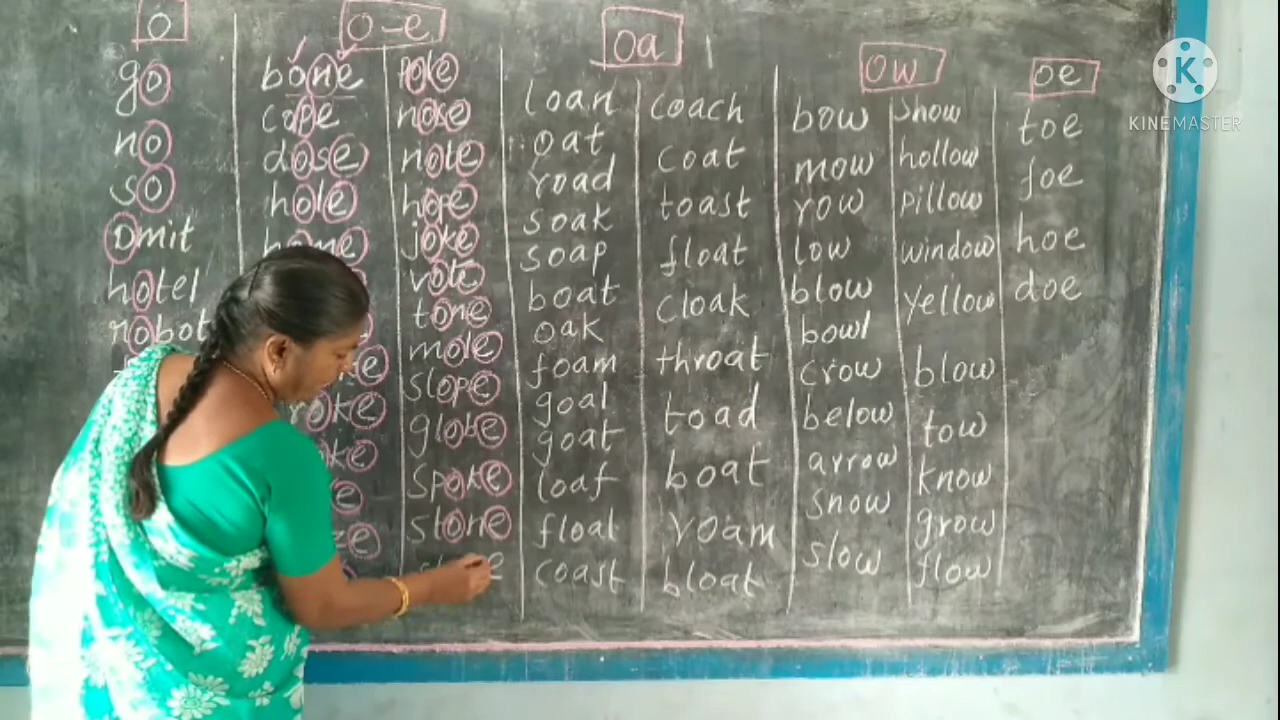 o
go
no
so
omit
hotel
robot
o-e
bone
cope
dose
hole
home
nose
note
hope
joke
vote
tone
mole
slope
globe
spoke
stone
oa
loan
oat
road
soak
soap
boat
oak
foam
goal
goat
loaf
float
coast
coach
coat
toast
float
cloak
throat
toad
boat
roam
bloat
ow
bow
mow
row
low
blow
bowl
crow
below
arrow
snow
slow
show
hollow
pillow
window
yellow
blow
tow
know
grow
flow
oe
toe
hoe
doe
K
KINEMASTER